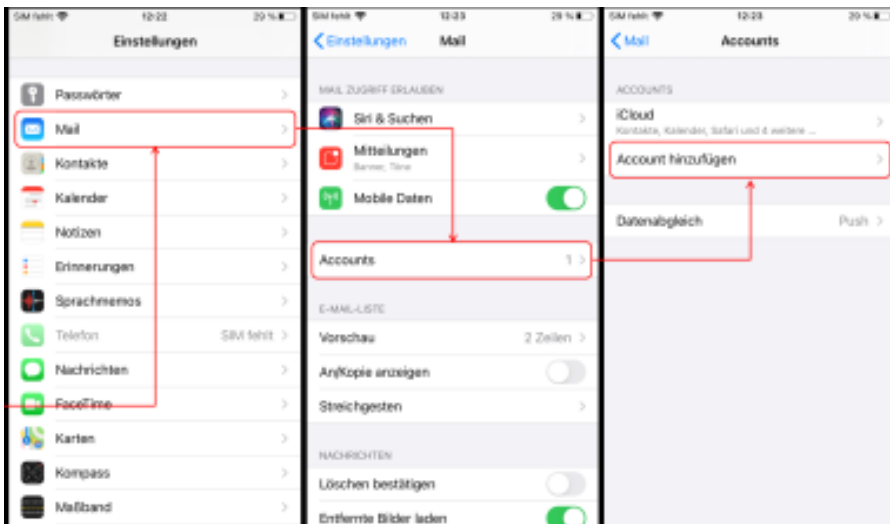 SIM fehlt 12:22 29 %
Einstellungen
Passwörter
Mail
Kontakte
Kalender
Notizen
Erinnerungen
Sprachmemos
Telefon SIM fehlt
Nachrichten
FaceTime
Karten
Kompass
Maßband
SIM fehlt 12:23 29 %
Einstellungen Mail
MAIL ZUGRIFF ERLAUBEN
Siri & Suchen
Mitteilungen
Banner, Töne
Mobile Daten
Accounts 1
E-MAIL-LISTE
Vorschau 2 Zeilen
An/Kopie anzeigen
Streichgesten
NACHRICHTEN
Löschen bestätigen
Entfernte Bilder laden
SIM fehlt 12:23 29 %
Mail Accounts
ACCOUNTS
iCloud
Kontakte, Kalender, Safari und 4 weitere ...
Account hinzufügen
Datenabgleich Push